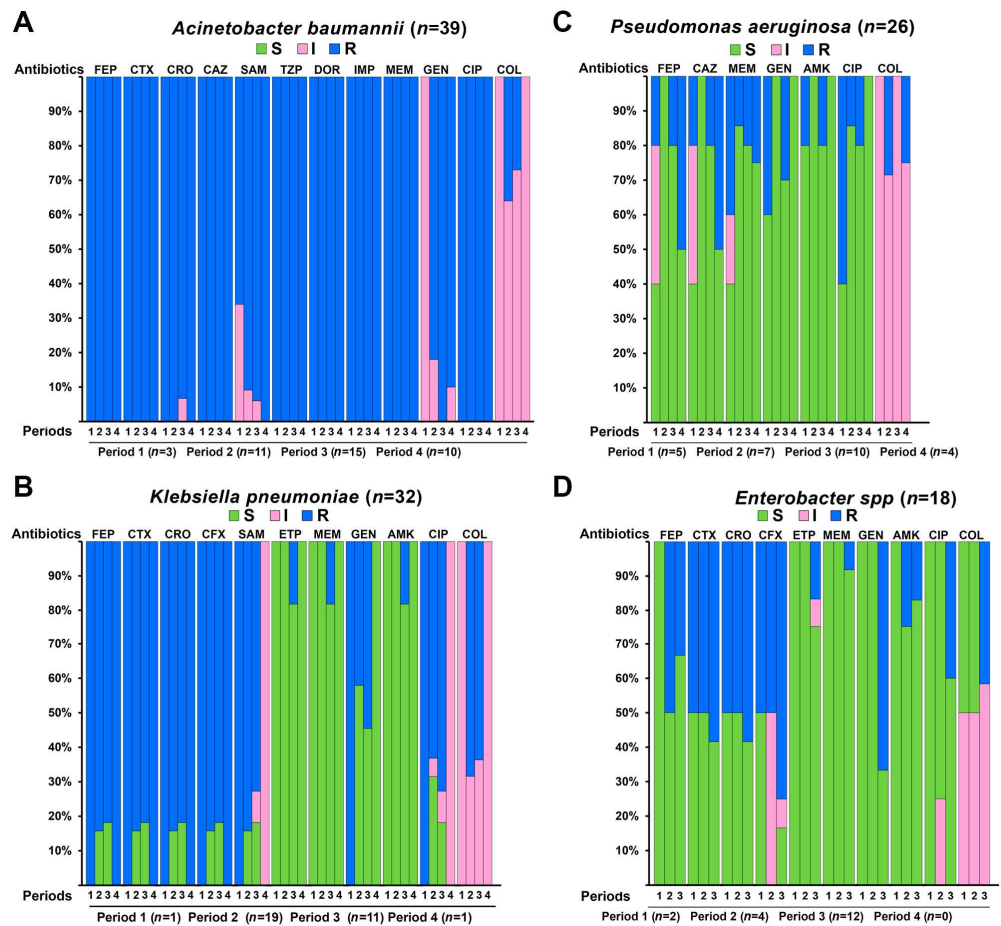 A
Acinetobacter baumannii (n=39)
S I R
Antibiotics FEP CTX CRO CAZ SAM TZP DOR IMP MEM GEN CIP COL
90%
80%
70%
60%
50%
40%
30%
20%
10%
Periods 1 2 3 4 1 2 3 4 1 2 3 4 1 2 3 4 1 2 3 4 1 2 3 4 1 2 3 4 1 2 3 4 1 2 3 4 1 2 3 4 1 2 3 4 1 2 3 4
Period 1 (n=3) Period 2 (n=11) Period 3 (n=15) Period 4 (n=10)
B
Klebsiella pneumoniae (n=32)
S I R
Antibiotics FEP CTX CRO CFX SAM ETP MEM GEN AMK CIP COL
90%
80%
70%
60%
50%
40%
30%
20%
10%
Periods 1 2 3 4 1 2 3 4 1 2 3 4 1 2 3 4 1 2 3 4 1 2 3 4 1 2 3 4 1 2 3 4 1 2 3 4 1 2 3 4 1 2 3 4
Period 1 (n=1) Period 2 (n=19) Period 3 (n=11) Period 4 (n=1)
C
Pseudomonas aeruginosa (n=26)
S I R
Antibiotics FEP CAZ MEM GEN AMK CIP COL
90%
80%
70%
60%
50%
40%
30%
20%
10%
Periods 1 2 3 4 1 2 3 4 1 2 3 4 1 2 3 4 1 2 3 4 1 2 3 4 1 2 3 4
Period 1 (n=5) Period 2 (n=7) Period 3 (n=10) Period 4 (n=4)
D
Enterobacter spp (n=18)
S I R
Antibiotics FEP CTX CRO CFX ETP MEM GEN AMK CIP COL
90%
80%
70%
60%
50%
40%
30%
20%
10%
Periods 1 2 3 1 2 3 1 2 3 1 2 3 1 2 3 1 2 3 1 2 3 1 2 3 1 2 3 1 2 3
Period 1 (n=2) Period 2 (n=4) Period 3 (n=12) Period 4 (n=0)